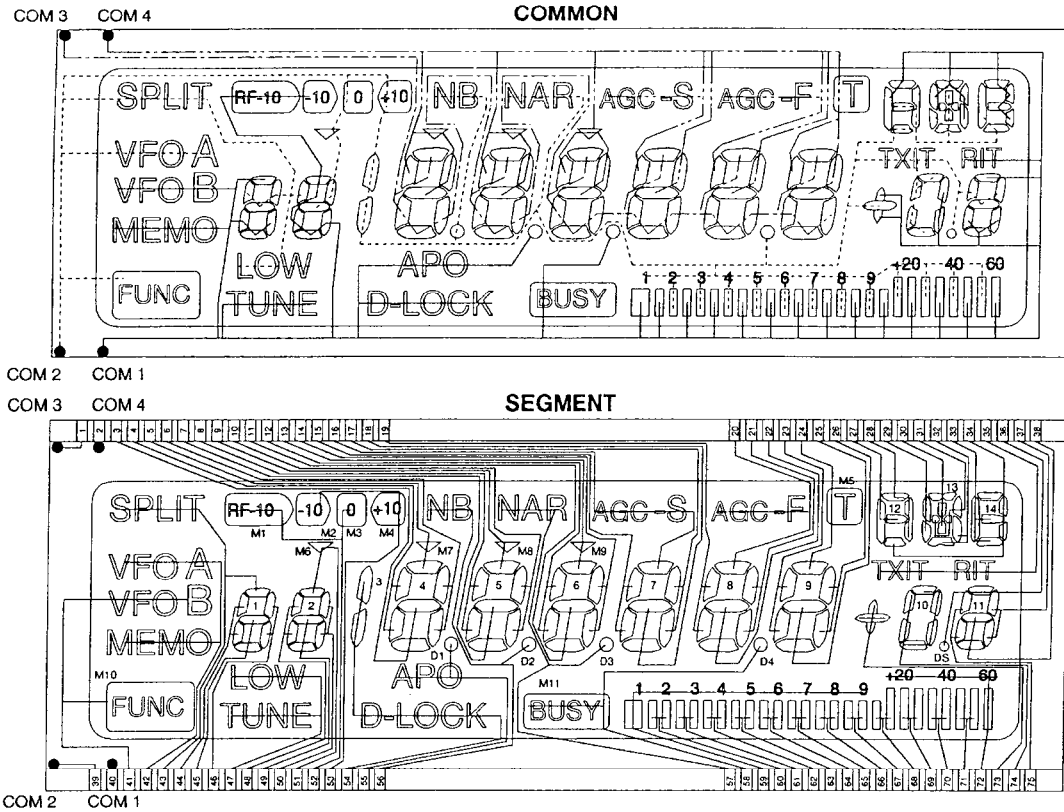 COMMON
COM 3 COM 4
SPLIT RF-10 -10 0 +10 NB NAR AGC-S AGC-F T
VFO A TXIT RIT
VFO B
MEMO
LOW APO
1 2 3 4 5 6 7 8 9 +20 40 60
FUNC TUNE D-LOCK BUSY
COM 2 COM 1
SEGMENT
COM 3 COM 4
1 2 3 4 5 6 7 8 9 10 11 12 13 14 15 16 17 18 19 20 21 22 23 24 25 26 27 28 29 30 31 32 33 34 35 36 37 38
SPLIT RF-10 -10 0 +10 NB NAR AGC-S AGC-F M5 T 12 13 14
M1 M2 M3 M4
M6 M7 M8 M9
VFO A TXIT RIT
VFO B 1 2 3 4 5 6 7 8 9 10 11
MEMO
D1 D2 D3 D4 DS
M10 LOW APO M11
1 2 3 4 5 6 7 8 9 +20 40 60
FUNC TUNE D-LOCK BUSY
39 40 41 42 43 44 45 46 47 48 49 50 51 52 53 54 55 56 57 58 59 60 61 62 63 64 65 66 67 68 69 70 71 72 73 74 75
COM 2 COM 1